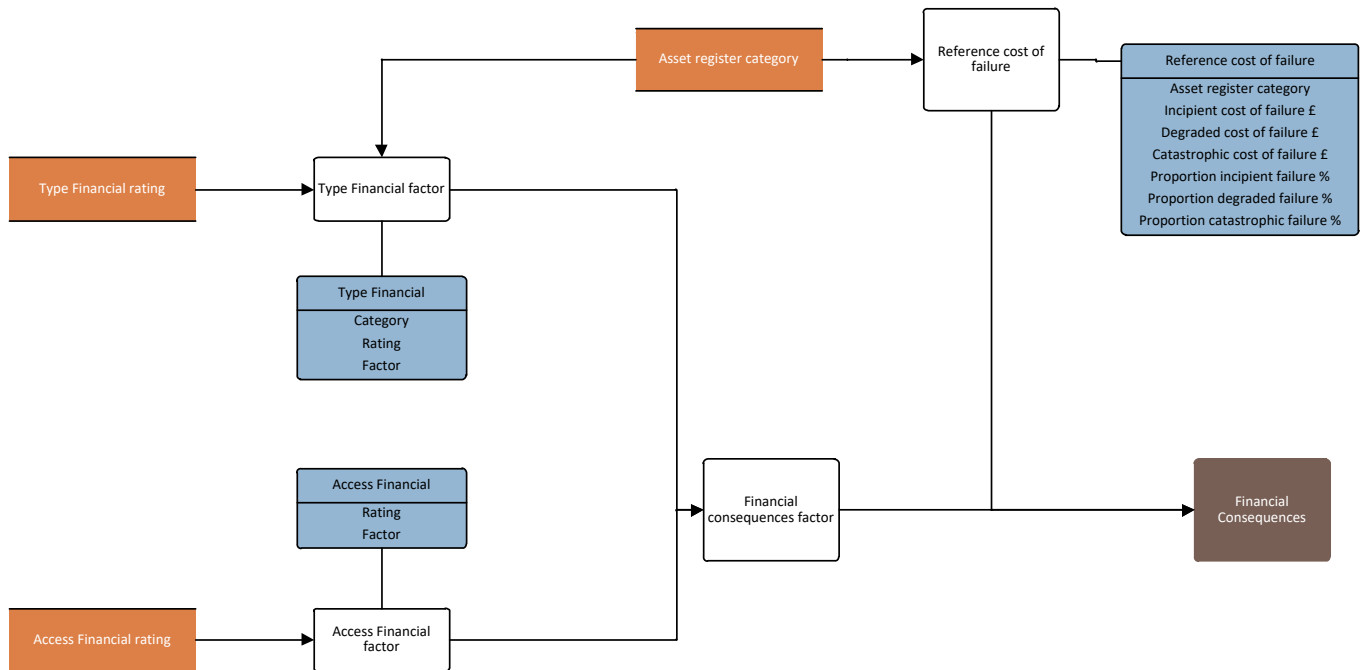 Asset register category
Reference cost of
failure
Reference cost of failure
Asset register category
Incipient cost of failure £
Degraded cost of failure £
Catastrophic cost of failure £
Proportion incipient failure %
Proportion degraded failure %
Proportion catastrophic failure %
Type Financial rating
Type Financial factor
Type Financial
Category
Rating
Factor
Access Financial
Rating
Factor
Financial
consequences factor
Financial
Consequences
Access Financial rating
Access Financial
factor